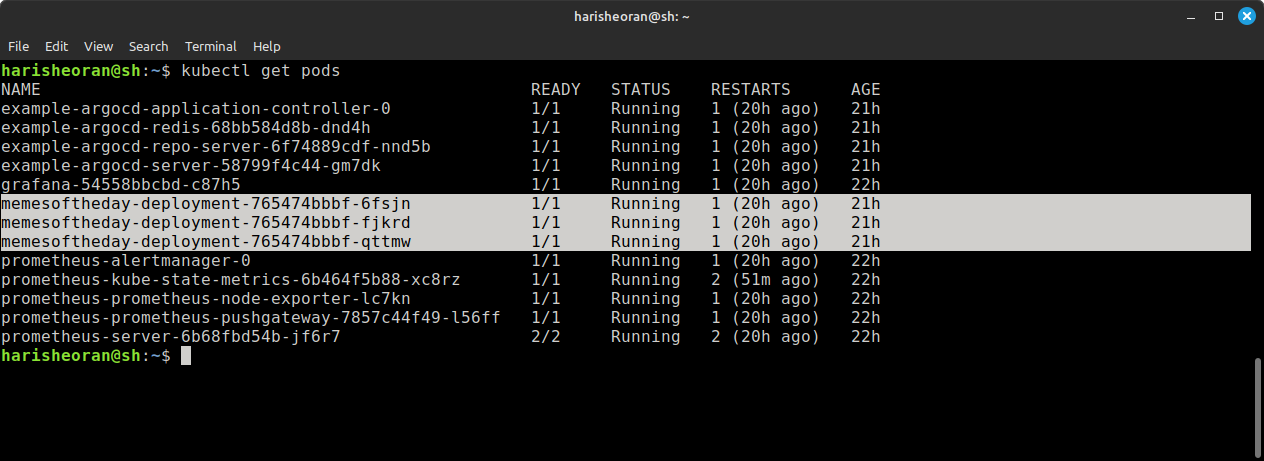 harisheoran@sh: ~
File Edit View Search Terminal Help
harisheoran@sh:~$ kubectl get pods
NAME READY STATUS RESTARTS AGE
example-argocd-application-controller-0 1/1 Running 1 (20h ago) 21h
example-argocd-redis-68bb584d8b-dnd4h 1/1 Running 1 (20h ago) 21h
example-argocd-repo-server-6f74889cdf-nnd5b 1/1 Running 1 (20h ago) 21h
example-argocd-server-58799f4c44-gm7dk 1/1 Running 1 (20h ago) 21h
grafana-54558bbcbd-c87h5 1/1 Running 1 (20h ago) 22h
memesoftheday-deployment-765474bbbf-6fsjn 1/1 Running 1 (20h ago) 21h
memesoftheday-deployment-765474bbbf-fjkrd 1/1 Running 1 (20h ago) 21h
memesoftheday-deployment-765474bbbf-qttmw 1/1 Running 1 (20h ago) 21h
prometheus-alertmanager-0 1/1 Running 1 (20h ago) 22h
prometheus-kube-state-metrics-6b464f5b88-xc8rz 1/1 Running 2 (51m ago) 22h
prometheus-prometheus-node-exporter-lc7kn 1/1 Running 1 (20h ago) 22h
prometheus-prometheus-pushgateway-7857c44f49-l56ff 1/1 Running 1 (20h ago) 22h
prometheus-server-6b68fbd54b-jf6r7 2/2 Running 2 (20h ago) 22h
harisheoran@sh:~$